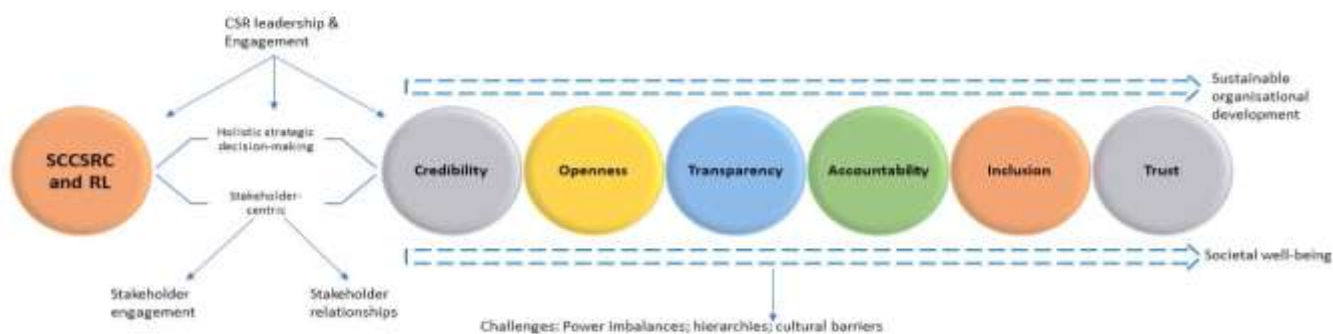 CSR leadership &
Engagement
Sustainable
organisational
development
SCCSRC
and RL
Holistic strategic
decision-making
Stakeholder-
centric
Credibility
Openness
Transparency
Accountability
Inclusion
Trust
Societal well-being
Stakeholder
engagement
Stakeholder
relationships
Challenges: Power imbalances; hierarchies; cultural barriers